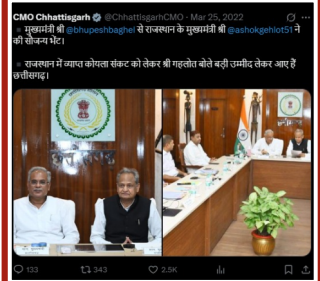 CMO Chhattisgarh @ChhattisgarhCMO · Mar 25, 2022
मुख्यमंत्री श्री @bhupeshbaghel से राजस्थान के मुख्यमंत्री श्री @ashokgehlot51 ने
की सौजन्य भेंट।
राजस्थान में व्याप्त कोयला संकट को लेकर श्री गहलोत बोले बड़ी उम्मीद लेकर आए हैं
छत्तीसगढ़।
133 343 2.5K